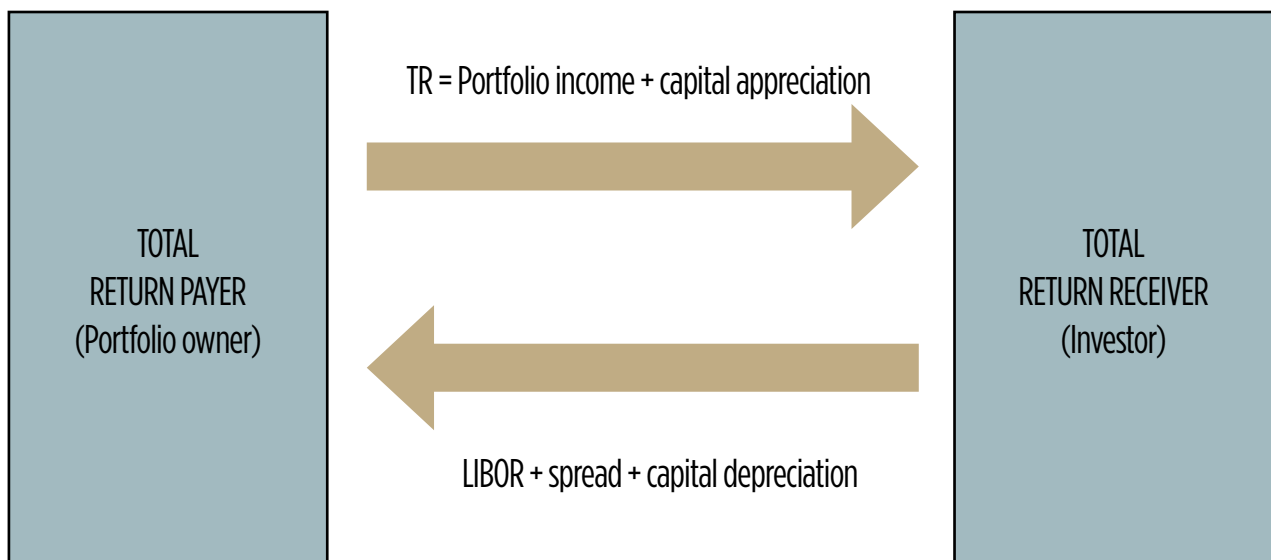 TR = Portfolio income + capital appreciation
TOTAL
RETURN PAYER
(Portfolio owner)
TOTAL
RETURN RECEIVER
(Investor)
LIBOR + spread + capital depreciation